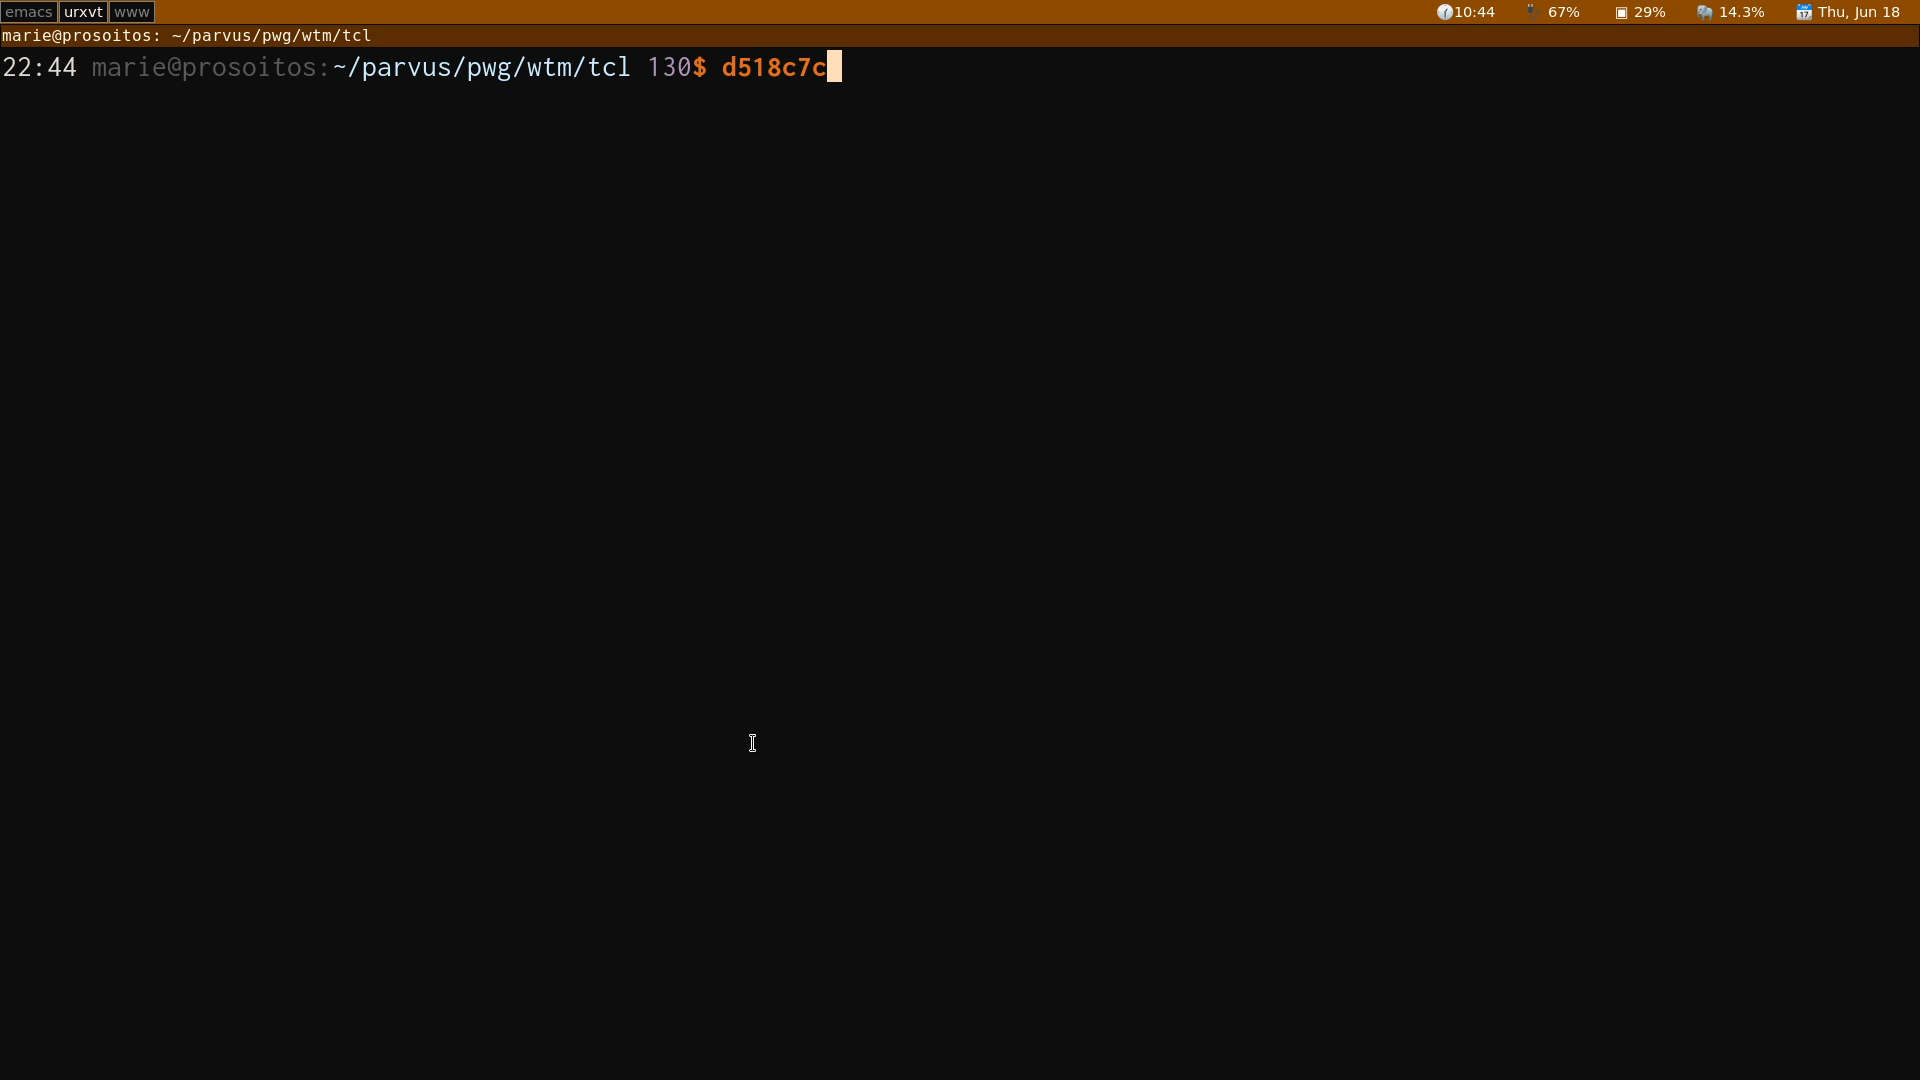 emacs urxvt www 10:44 67% 29% 14.3% Thu, Jun 18
marie@prosoitos: ~/parvus/pwg/wtm/tcl
22:44 marie@prosoitos:~/parvus/pwg/wtm/tcl 130$ d518c7c